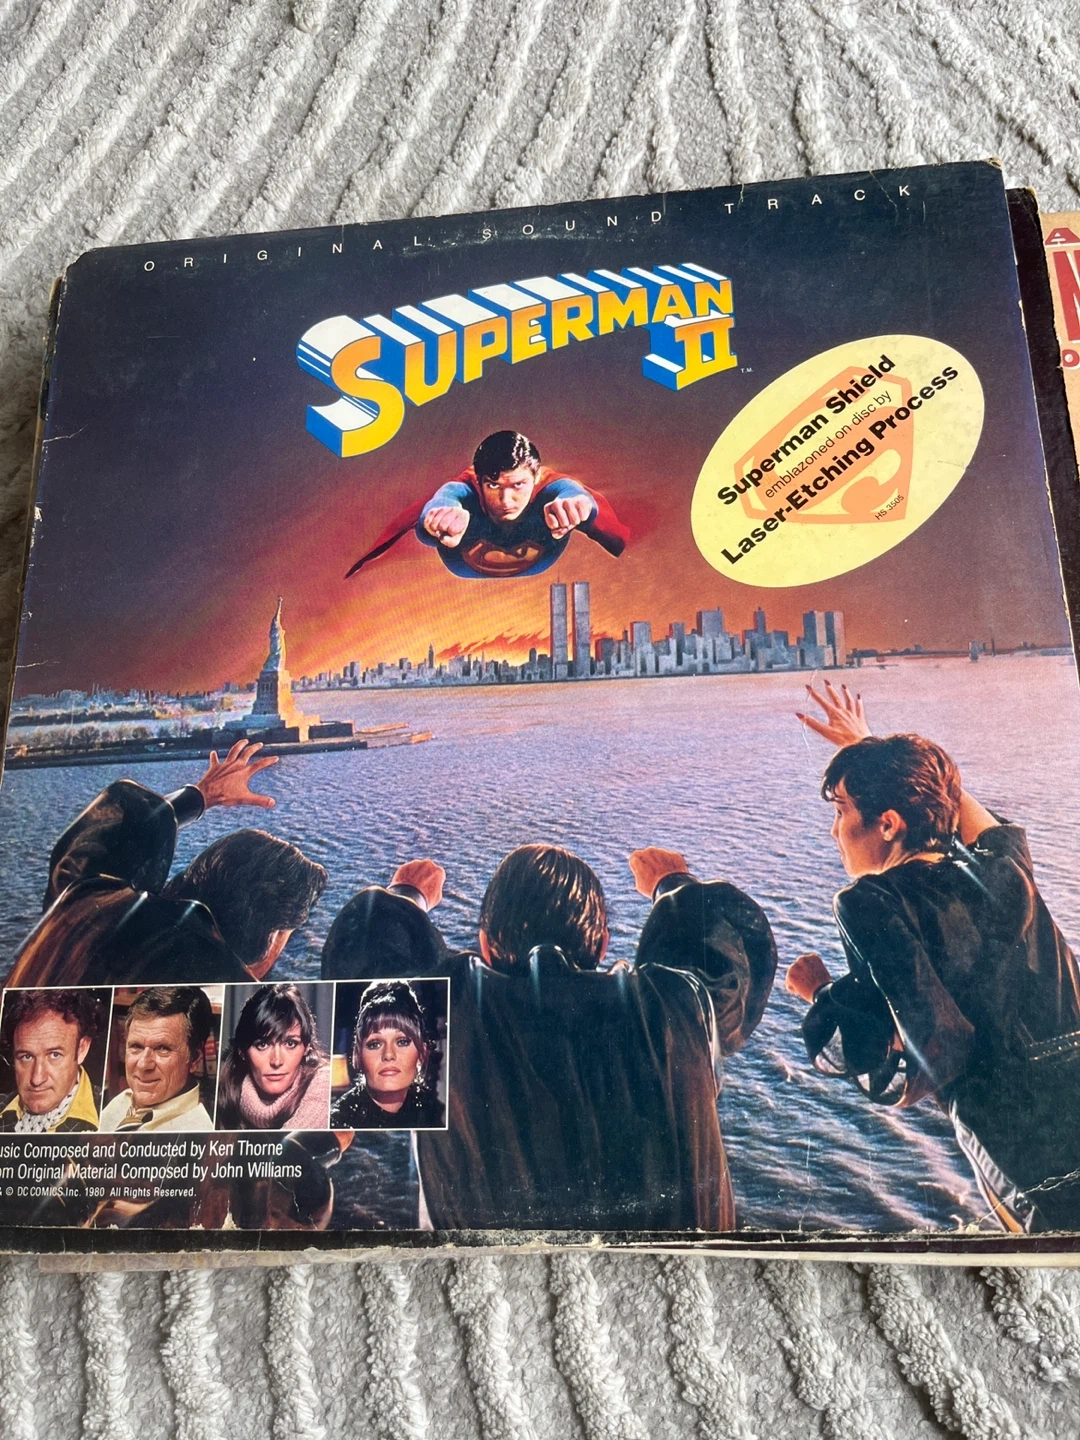 ORIGINAL SOUND TRACK
SUPERMAN II
T.M.
Superman Shield
emblazoned on disc by
Laser-Etching Process
HS 3505
usic Composed and Conducted by Ken Thorne
om Original Material Composed by John Williams
& © DC COMICS Inc. 1980 All Rights Reserved.